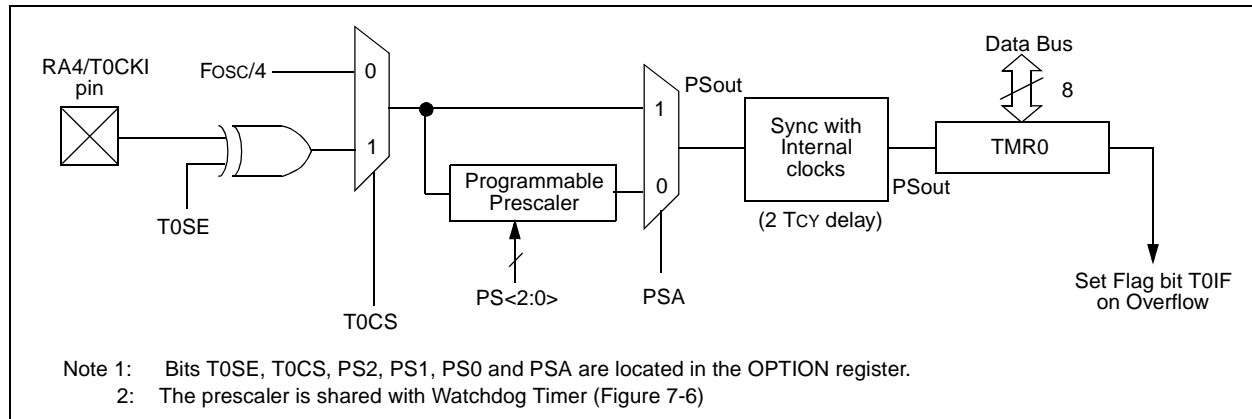 RA4/T0CKI
pin
FOSC/4
0
1
T0SE
T0CS
Programmable
Prescaler
PS<2:0>
1
0
PSA
PSout
Sync with
Internal
clocks
(2 TCY delay)
PSout
Data Bus
8
TMR0
Set Flag bit T0IF
on Overflow
Note 1: Bits T0SE, T0CS, PS2, PS1, PS0 and PSA are located in the OPTION register.
2: The prescaler is shared with Watchdog Timer (Figure 7-6)